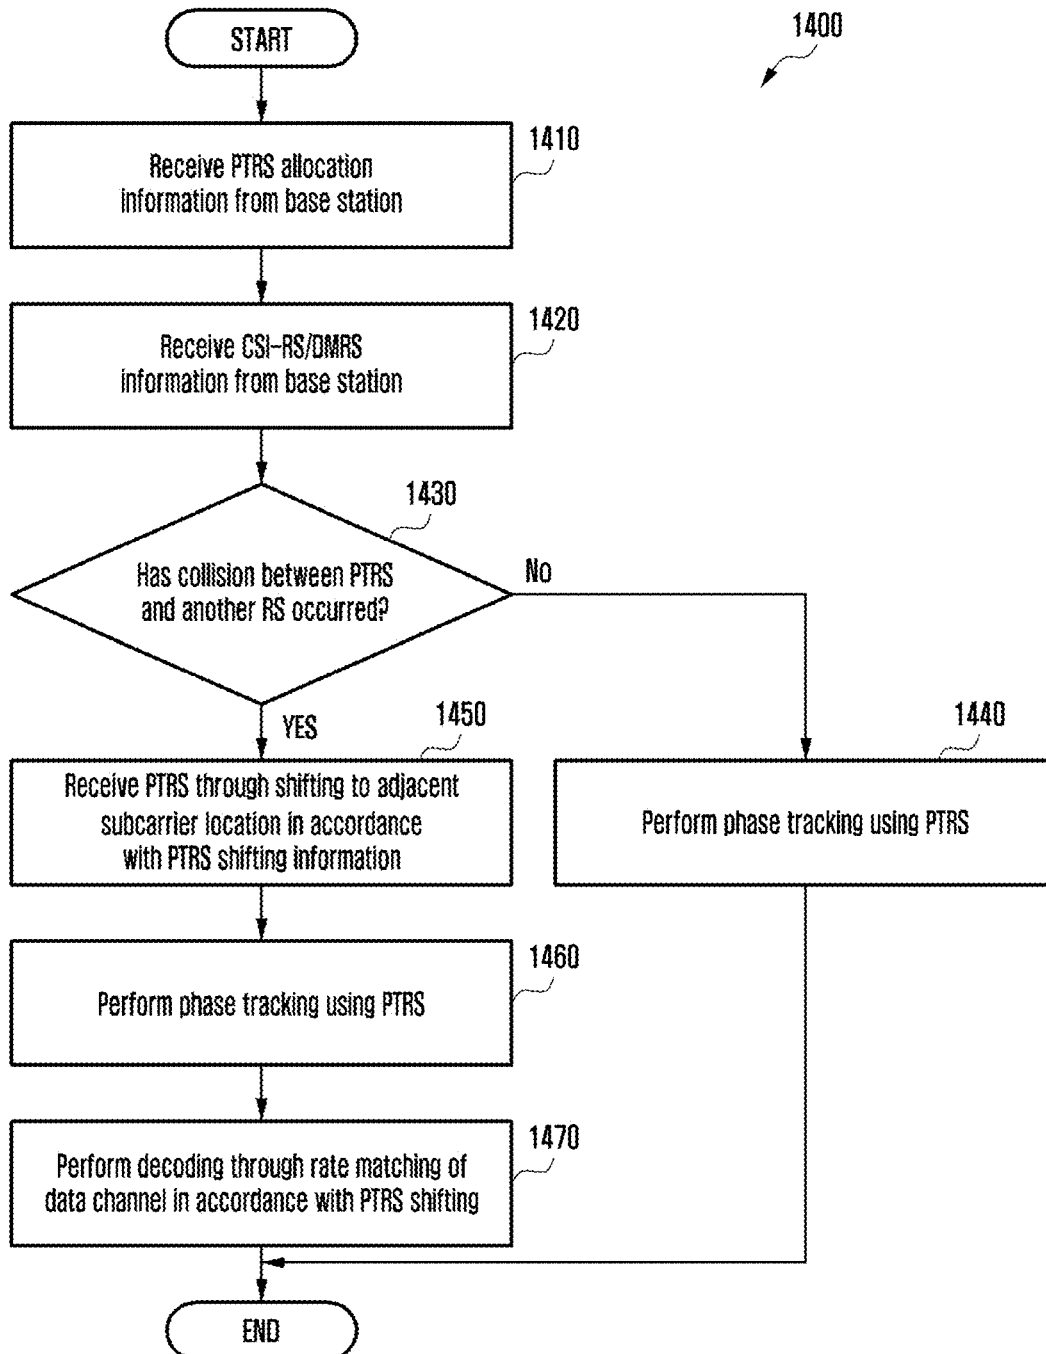 START
1400
1410
Receive PTRS allocation
information from base station
1420
Receive CSI-RS/DMRS
information from base station
1430
Has collision between PTRS
and another RS occurred?
No
YES
1450
Receive PTRS through shifting to adjacent
subcarrier location in accordance
with PTRS shifting information
1440
Perform phase tracking using PTRS
1460
Perform phase tracking using PTRS
1470
Perform decoding through rate matching of
data channel in accordance with PTRS shifting
END